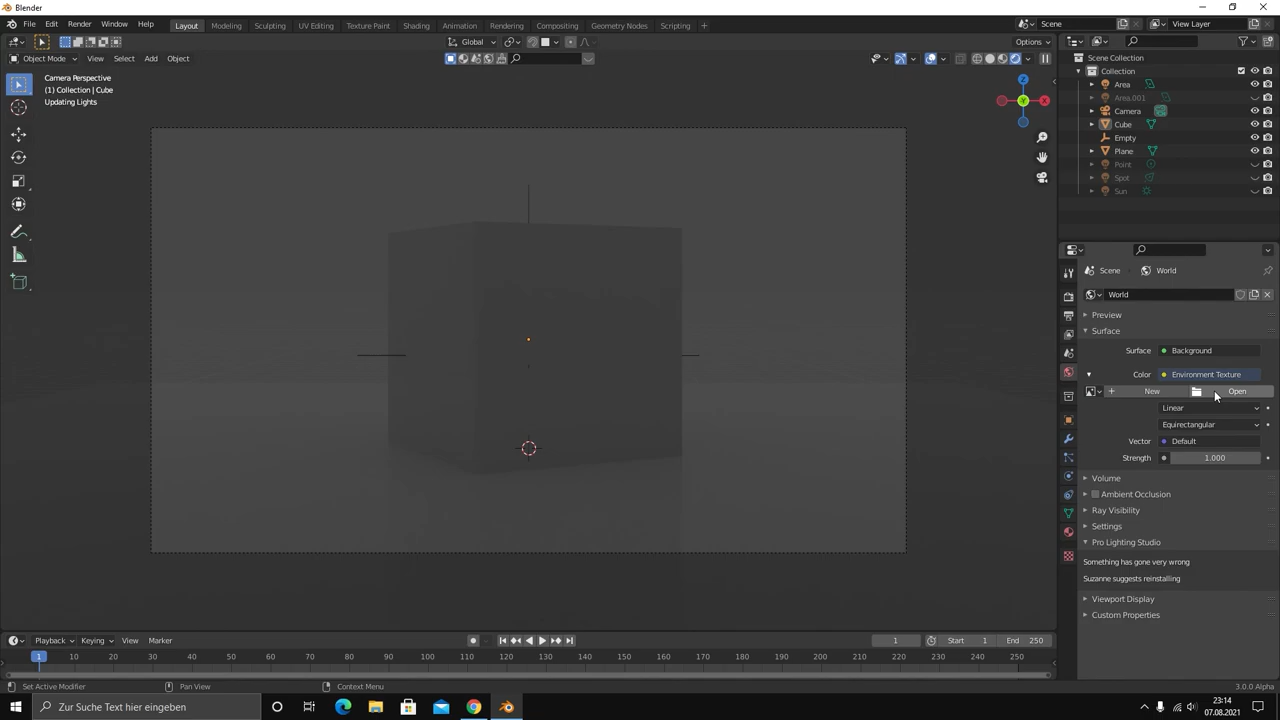 Blender
File Edit Render Window Help Layout Modeling Sculpting UV Editing Texture Paint Shading Animation Rendering Compositing Geometry Nodes Scripting + Scene View Layer
Global Options
Object Mode View Select Add Object
Camera Perspective
(1) Collection | Cube
Updating Lights
Z
Y
X
Scene Collection
Collection
Area
Area.001
Camera
Cube
Empty
Plane
Point
Spot
Sun
Scene World
World
Preview
Surface
Surface Background
Color Environment Texture
New Open
Linear
Equirectangular
Vector Default
Strength 1.000
Volume
Ambient Occlusion
Ray Visibility
Settings
Pro Lighting Studio
Something has gone very wrong
Suzanne suggests reinstalling
Viewport Display
Custom Properties
Playback Keying View Marker 1 Start 1 End 250
1 10 20 30 40 50 60 70 80 90 100 110 120 130 140 150 160 170 180 190 200 210 220 230 240 250
Set Active Modifier Pan View Context Menu 3.0.0 Alpha
Zur Suche Text hier eingeben
23:14
07.08.2021